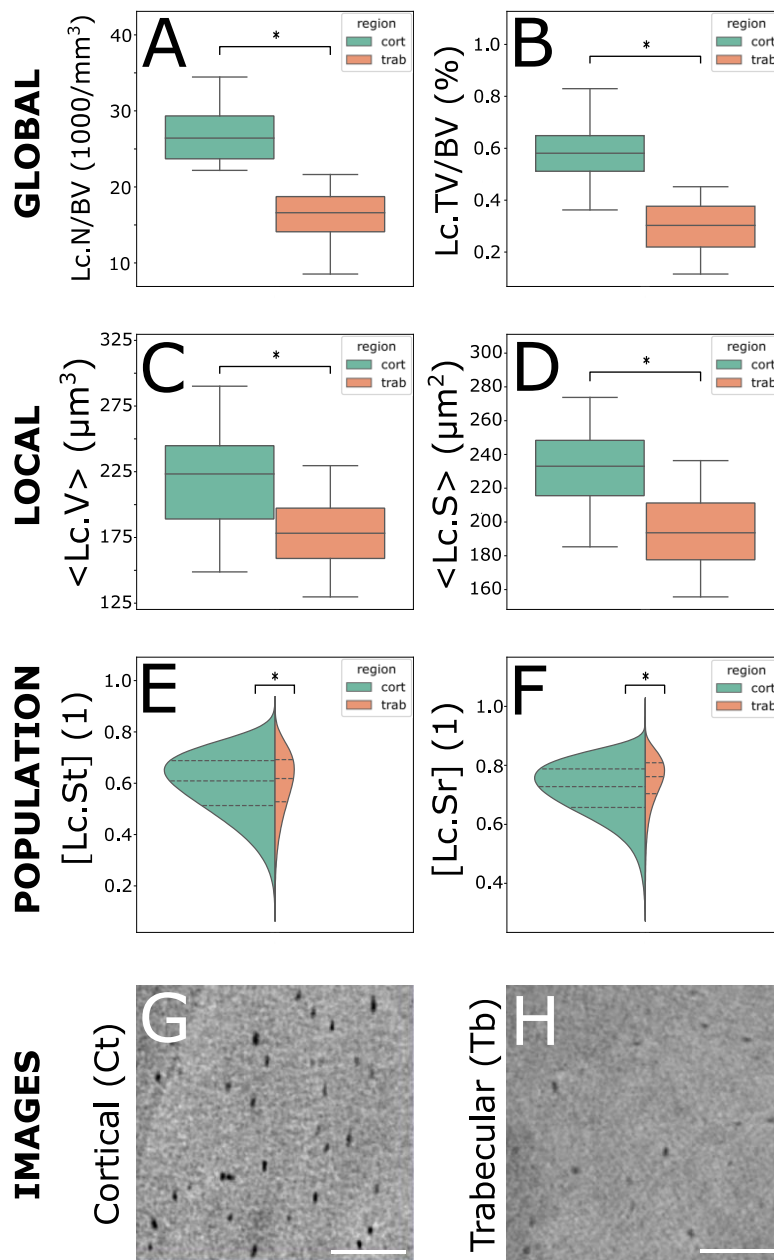 GLOBAL
A
Lc.N/BV (1000/mm³)
40
30
20
10
*
region
cort
trab
B
Lc.TV/BV (%)
1.0
0.8
0.6
0.4
0.2
*
region
cort
trab
LOCAL
C
<Lc.V> (µm³)
325
275
225
175
125
*
region
cort
trab
D
<Lc.S> (µm²)
300
280
260
240
220
200
180
160
*
region
cort
trab
POPULATION
E
[Lc.St] (1)
1.0
0.8
0.6
0.4
0.2
*
region
cort
trab
F
[Lc.Sr] (1)
1.0
0.8
0.6
0.4
*
region
cort
trab
IMAGES
G
Cortical (Ct)
H
Trabecular (Tb)